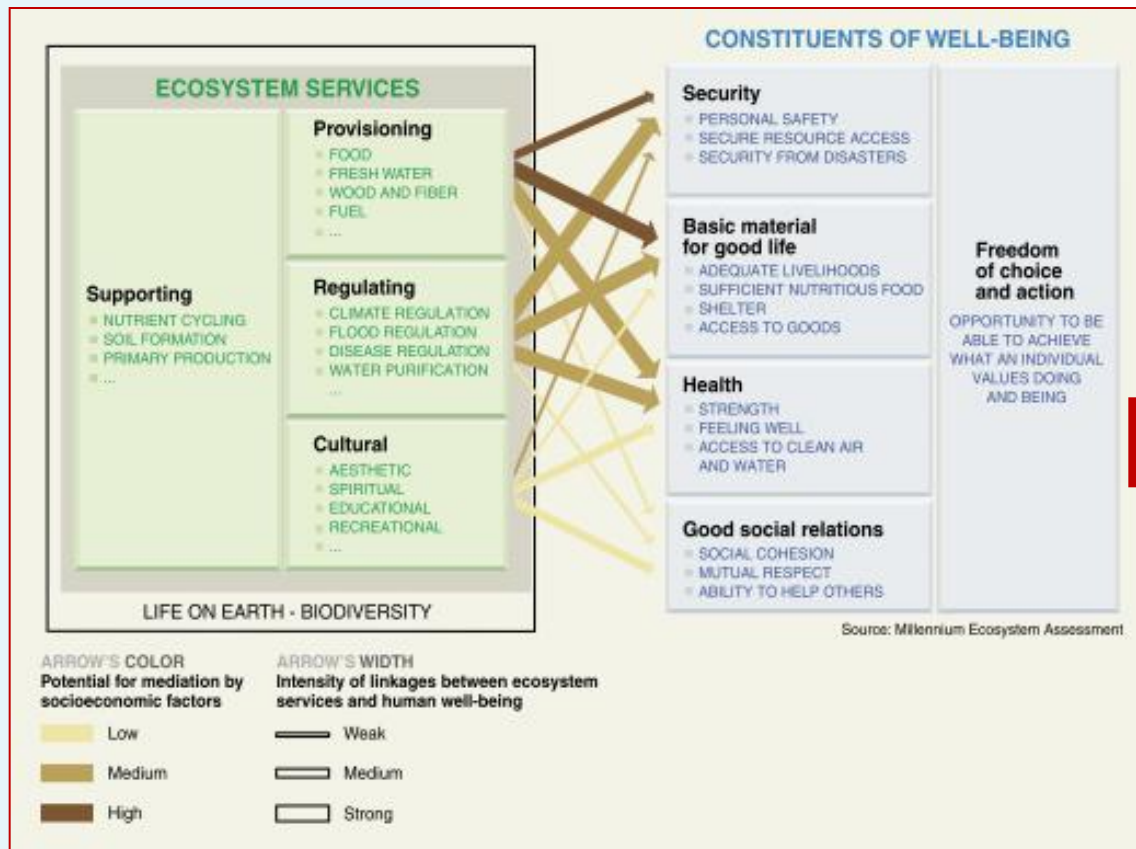 CONSTITUENTS OF WELL-BEING
ECOSYSTEM SERVICES
Supporting
NUTRIENT CYCLING
SOIL FORMATION
PRIMARY PRODUCTION
...
Provisioning
FOOD
FRESH WATER
WOOD AND FIBER
FUEL
...
Regulating
CLIMATE REGULATION
FLOOD REGULATION
DISEASE REGULATION
WATER PURIFICATION
...
Cultural
AESTHETIC
SPIRITUAL
EDUCATIONAL
RECREATIONAL
...
LIFE ON EARTH - BIODIVERSITY
Security
PERSONAL SAFETY
SECURE RESOURCE ACCESS
SECURITY FROM DISASTERS
Basic material
for good life
ADEQUATE LIVELIHOODS
SUFFICIENT NUTRITIOUS FOOD
SHELTER
ACCESS TO GOODS
Health
STRENGTH
FEELING WELL
ACCESS TO CLEAN AIR
AND WATER
Good social relations
SOCIAL COHESION
MUTUAL RESPECT
ABILITY TO HELP OTHERS
Freedom
of choice
and action
OPPORTUNITY TO BE
ABLE TO ACHIEVE
WHAT AN INDIVIDUAL
VALUES DOING
AND BEING
Source: Millennium Ecosystem Assessment
ARROW'S COLOR
Potential for mediation by
socioeconomic factors
Low
Medium
High
ARROW'S WIDTH
Intensity of linkages between ecosystem
services and human well-being
Weak
Medium
Strong